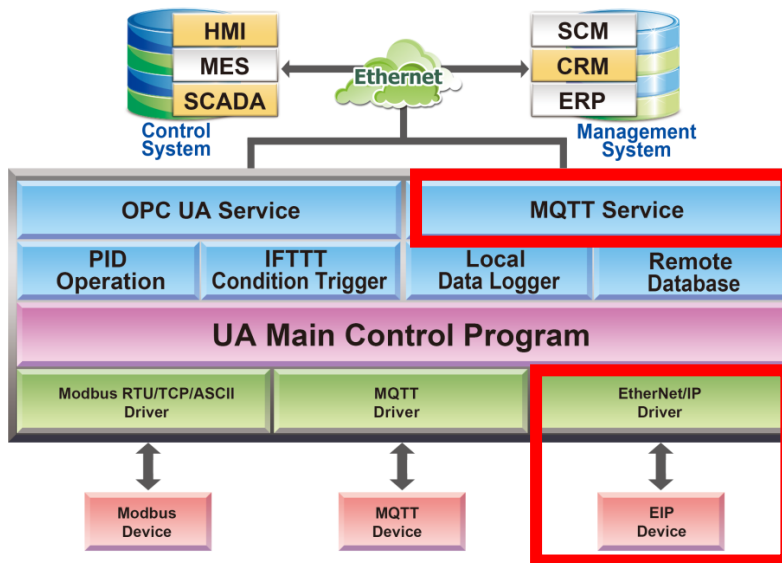 HMI
MES
SCADA
Control
System
Ethernet
SCM
CRM
ERP
Management
System
OPC UA Service
MQTT Service
PID
Operation
IFTTT
Condition Trigger
Local
Data Logger
Remote
Database
UA Main Control Program
Modbus RTU/TCP/ASCII
Driver
MQTT
Driver
EtherNet/IP
Driver
Modbus
Device
MQTT
Device
EIP
Device